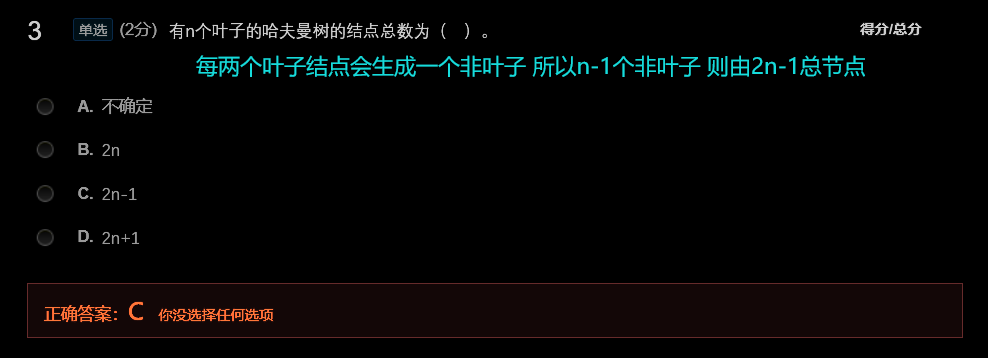 3 单选 (2分) 有n个叶子的哈夫曼树的结点总数为（　）。 得分/总分
每两个叶子结点会生成一个非叶子 所以n-1个非叶子 则由2n-1总节点
A. 不确定
B. 2n
C. 2n-1
D. 2n+1
正确答案：C 你没选择任何选项